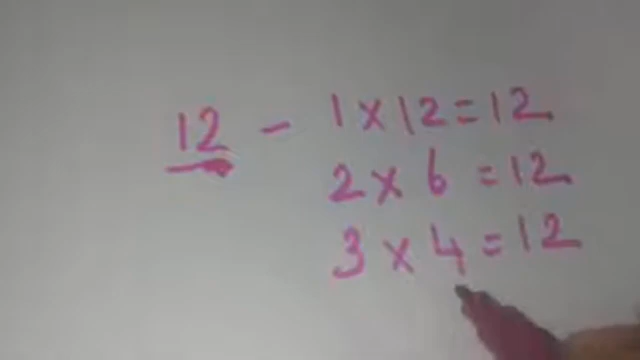 12 - 1 x 12 = 12
2 x 6 = 12
3 x 4 = 12